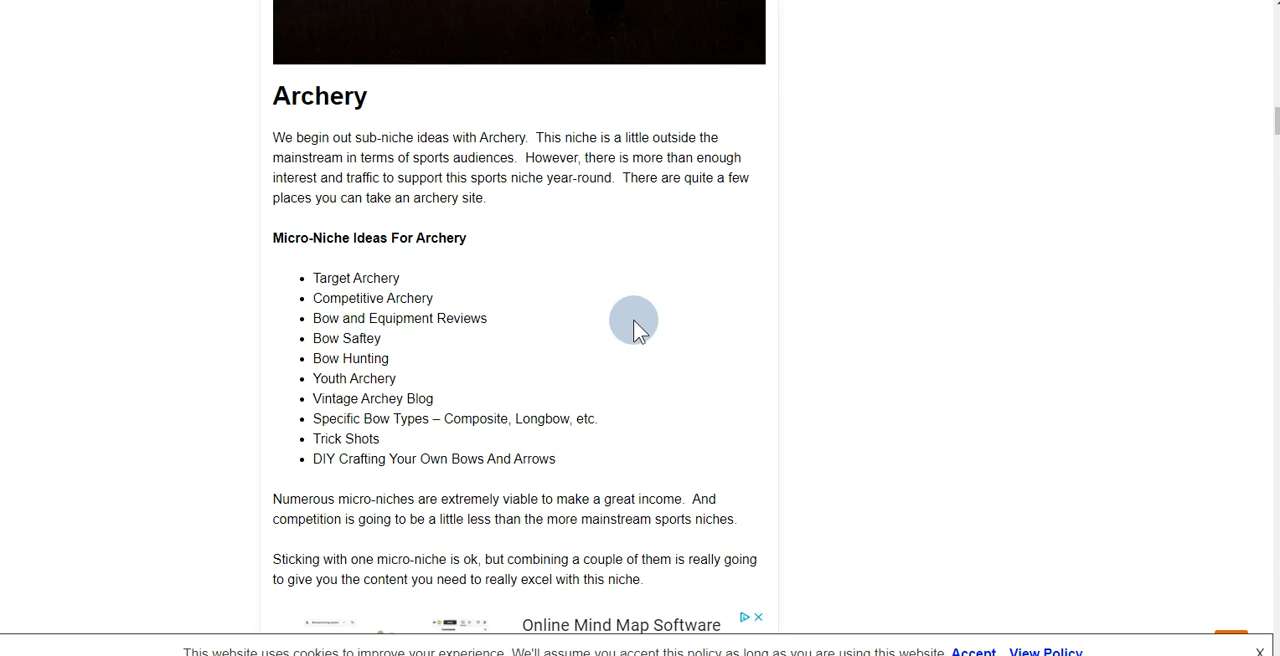 Archery
We begin out sub-niche ideas with Archery.  This niche is a little outside the
mainstream in terms of sports audiences.  However, there is more than enough
interest and traffic to support this sports niche year-round.  There are quite a few
places you can take an archery site.
Micro-Niche Ideas For Archery
Target Archery
Competitive Archery
Bow and Equipment Reviews
Bow Saftey
Bow Hunting
Youth Archery
Vintage Archey Blog
Specific Bow Types – Composite, Longbow, etc.
Trick Shots
DIY Crafting Your Own Bows And Arrows
Numerous micro-niches are extremely viable to make a great income.  And
competition is going to be a little less than the more mainstream sports niches.
Sticking with one micro-niche is ok, but combining a couple of them is really going
to give you the content you need to really excel with this niche.
Online Mind Map Software
This website uses cookies to improve your experience. We'll assume you accept this policy as long as you are using this website Accept View Policy X